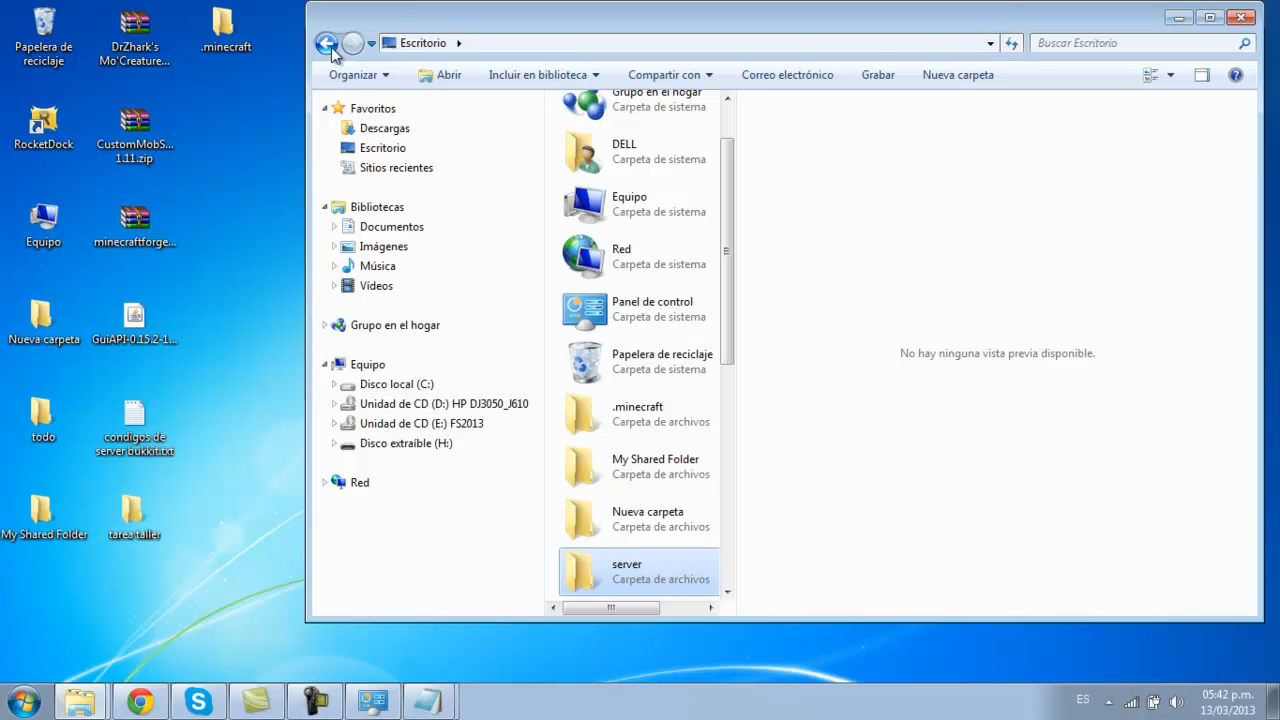 Papelera de
reciclaje
DrZhark's
Mo'Creature...
.minecraft
RocketDock
CustomMobS...
1.11.zip
Equipo
minecraftforge...
Nueva carpeta
GuiAPI-0.15.2-1...
todo
condigos de
server bukkit.txt
My Shared Folder
tarea taller
Escritorio
Buscar Escritorio
Organizar
Abrir
Incluir en biblioteca
Compartir con
Correo electrónico
Grabar
Nueva carpeta
Favoritos
Descargas
Escritorio
Sitios recientes
Bibliotecas
Documentos
Imágenes
Música
Vídeos
Grupo en el hogar
Equipo
Disco local (C:)
Unidad de CD (D:) HP DJ3050_J610
Unidad de CD (E:) FS2013
Disco extraíble (H:)
Red
Grupo en el hogar
Carpeta de sistema
DELL
Carpeta de sistema
Equipo
Carpeta de sistema
Red
Carpeta de sistema
Panel de control
Carpeta de sistema
Papelera de reciclaje
Carpeta de sistema
.minecraft
Carpeta de archivos
My Shared Folder
Carpeta de archivos
Nueva carpeta
Carpeta de archivos
server
Carpeta de archivos
No hay ninguna vista previa disponible.
ES
05:42 p.m.
13/03/2013